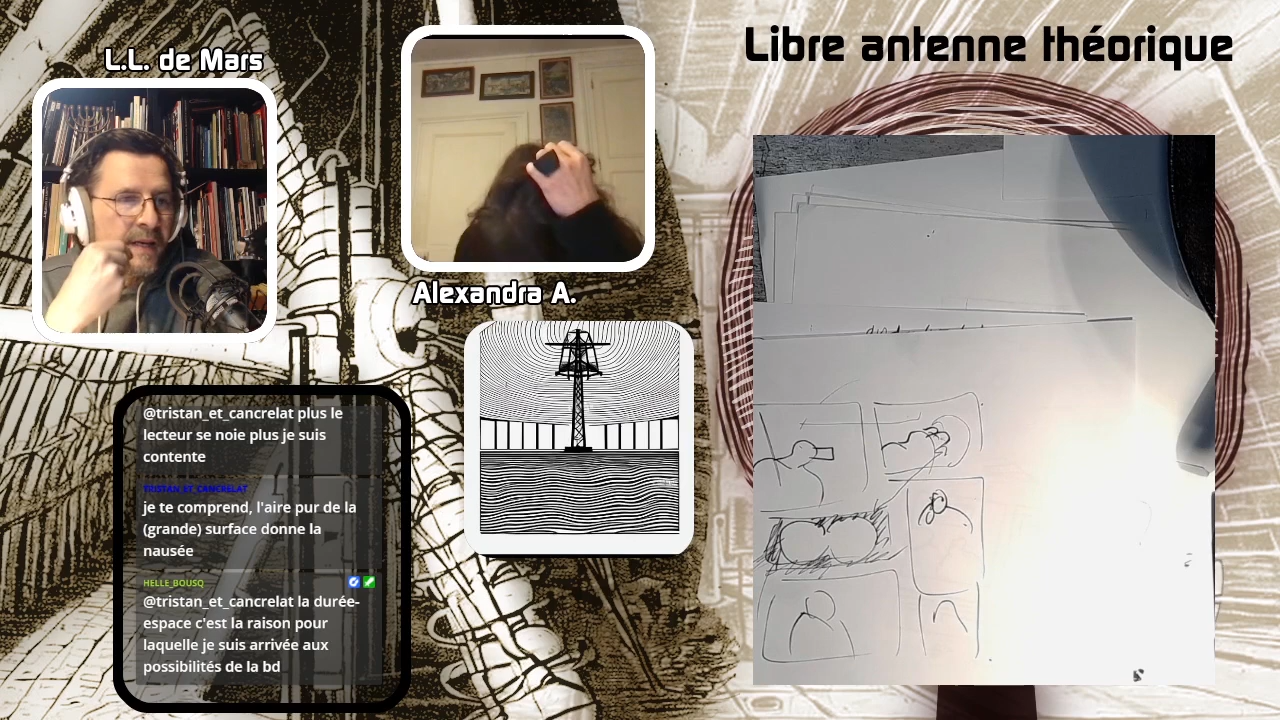 L.L. de Mars
Libre antenne théorique
Alexandra A.
@tristan_et_cancrelat plus le
lecteur se noie plus je suis
contente
TRISTAN_ET_CANCRELAT
je te comprend, l'aire pur de la
(grande) surface donne la
nausée
HELLE_BOUSQ
@tristan_et_cancrelat la durée-
espace c'est la raison pour
laquelle je suis arrivée aux
possibilités de la bd